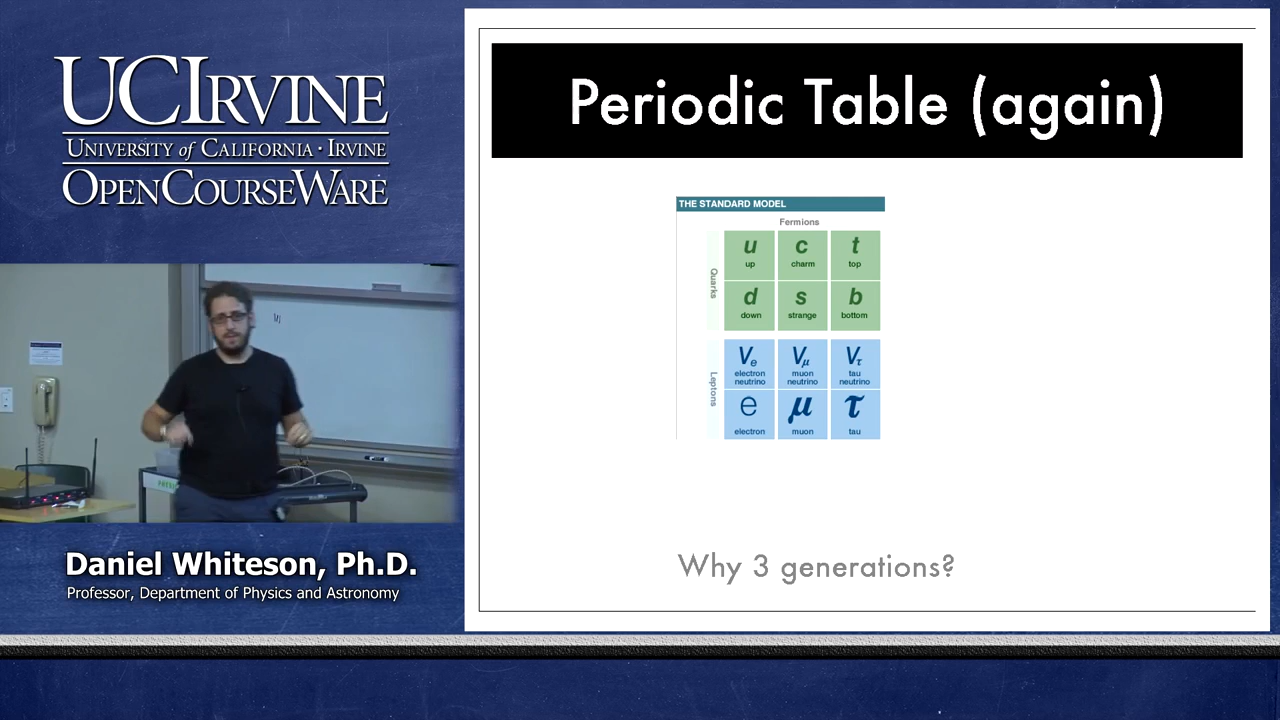 UCIRVINE
UNIVERSITY of CALIFORNIA · IRVINE
OPENCOURSEWARE
Daniel Whiteson, Ph.D.
Professor, Department of Physics and Astronomy
Periodic Table (again)
THE STANDARD MODEL
Fermions
Quarks
u c t
up charm top
d s b
down strange bottom
Leptons
Ve Vμ Vτ
electron neutrino muon neutrino tau neutrino
e μ τ
electron muon tau
Why 3 generations?